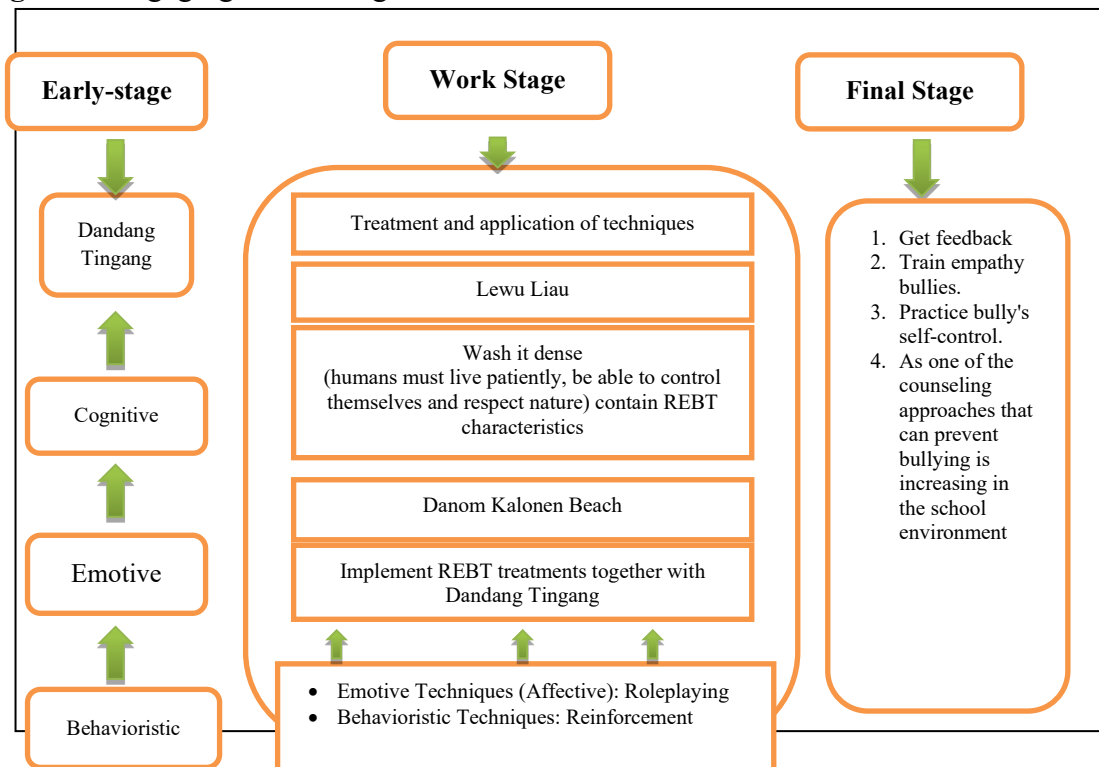 Early-stage
Dandang
Tingang
Cognitive
Emotive
Behavioristic
Work Stage
Treatment and application of techniques
Lewu Liau
Wash it dense
(humans must live patiently, be able to control
themselves and respect nature) contain REBT
characteristics
Danom Kalonen Beach
Implement REBT treatments together with
Dandang Tingang
• Emotive Techniques (Affective): Roleplaying
• Behavioristic Techniques: Reinforcement
Final Stage
1. Get feedback
2. Train empathy
bullies.
3. Practice bully's
self-control.
4. As one of the
counseling
approaches that
can prevent
bullying is
increasing in
the school
environment